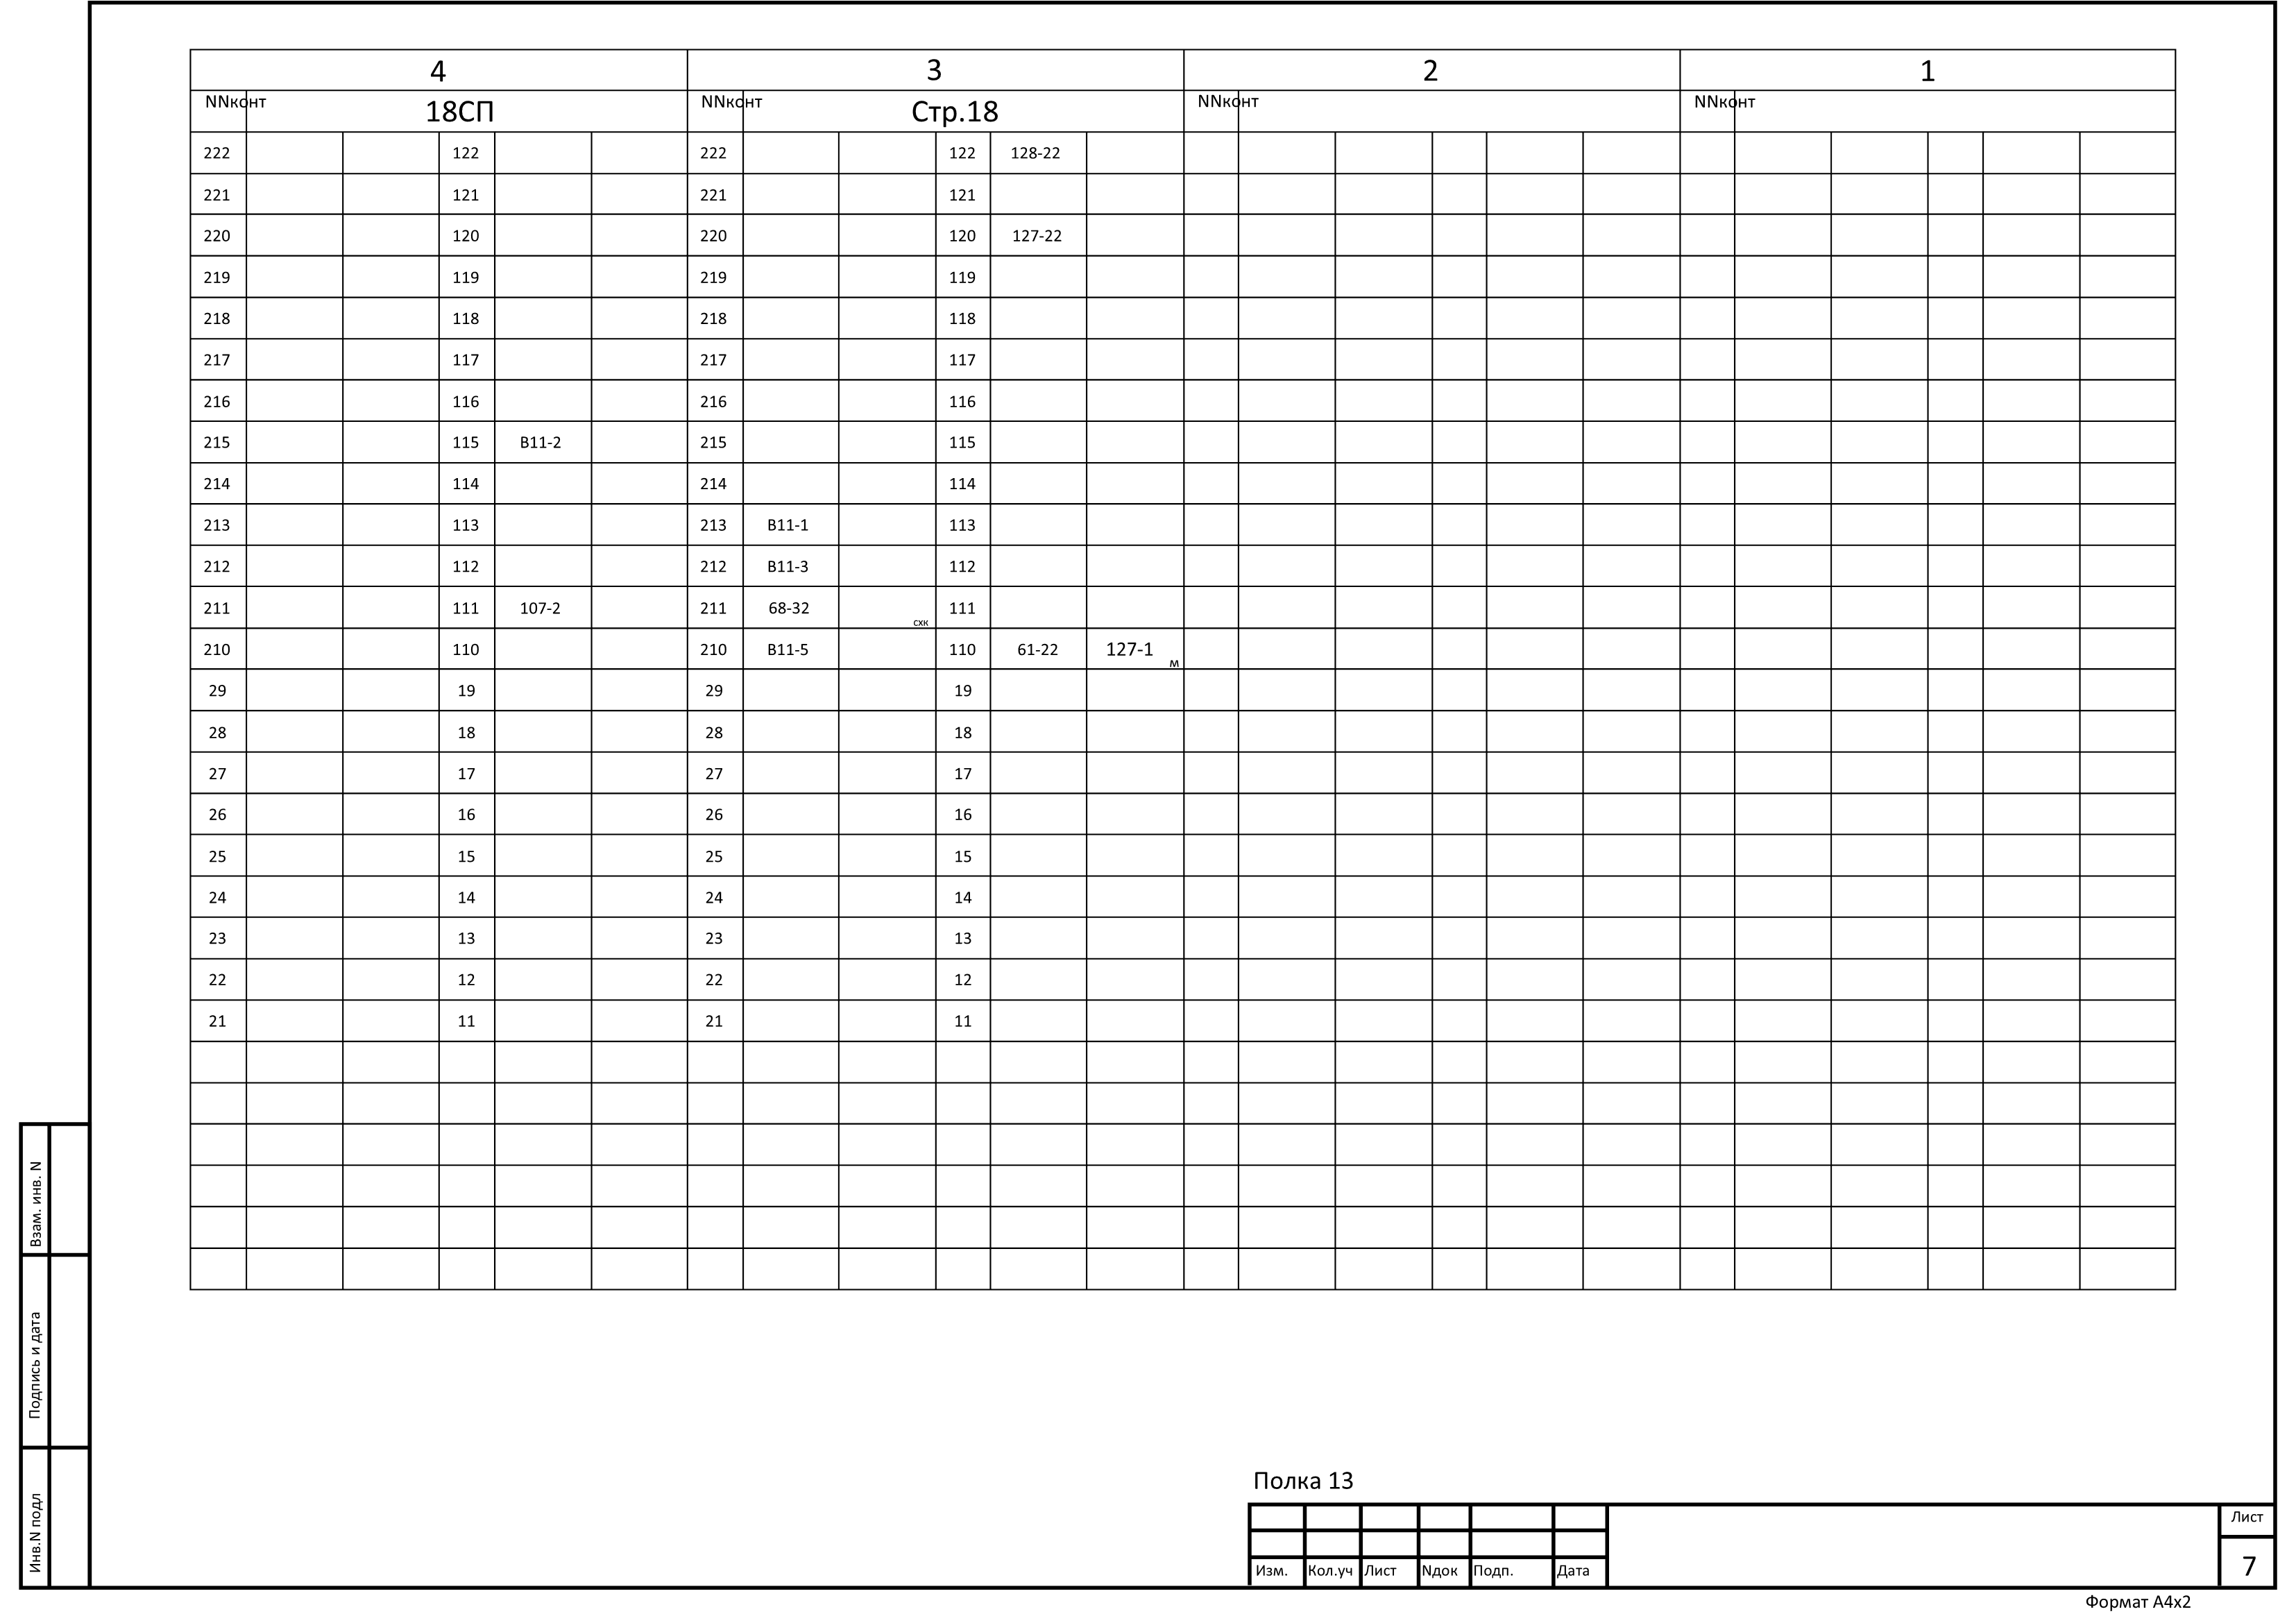 4 3 2 1
NNконт 18СП NNконт Стр.18 NNконт NNконт
222 122 222 122 128-22
221 121 221 121
220 120 220 120 127-22
219 119 219 119
218 118 218 118
217 117 217 117
216 116 216 116
215 115 В11-2 215 115
214 114 214 114
213 113 213 В11-1 113
212 112 212 В11-3 112
211 111 107-2 211 68-32 схк 111
210 110 210 В11-5 110 61-22 127-1 м
29 19 29 19
28 18 28 18
27 17 27 17
26 16 26 16
25 15 25 15
24 14 24 14
23 13 23 13
22 12 22 12
21 11 21 11
Взам. инв. N
Подпись и дата
Инв.N подл
Полка 13
Лист
Изм. Кол.уч Лист Nдок Подп. Дата 7
Формат А4х2